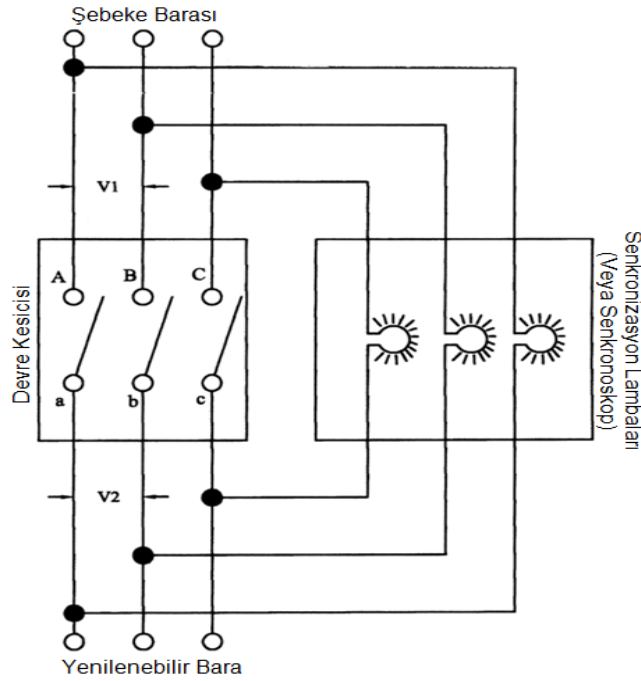 Şebeke Barası
V1
A B C
Devre Kesicisi
a b c
V2
Senkronizasyon Lambaları
(Veya Senkronoskop)
Yenilenebilir Bara